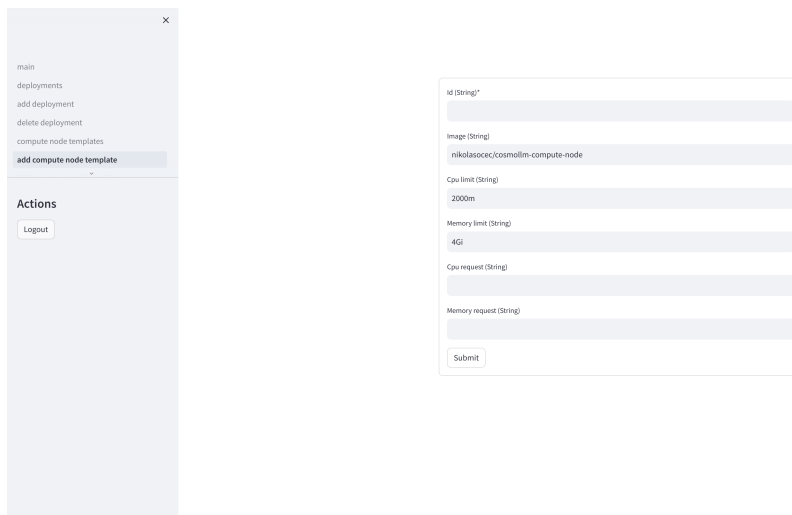 main
deployments
add deployment
delete deployment
compute node templates
add compute node template
Actions
Logout
Id (String)*
Image (String)
nikolasocec/cosmollm-compute-node
Cpu limit (String)
2000m
Memory limit (String)
4Gi
Cpu request (String)
Memory request (String)
Submit